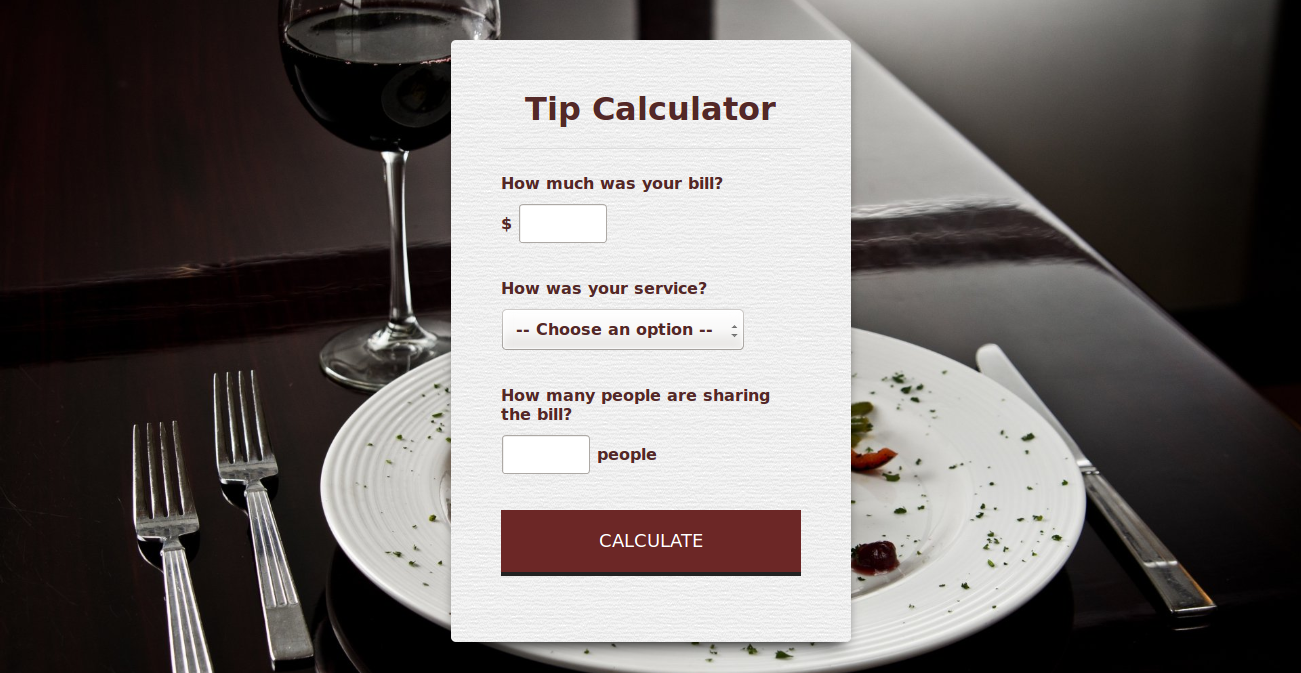 Tip Calculator
How much was your bill?
$
How was your service?
-- Choose an option --
How many people are sharing
the bill?
people
CALCULATE